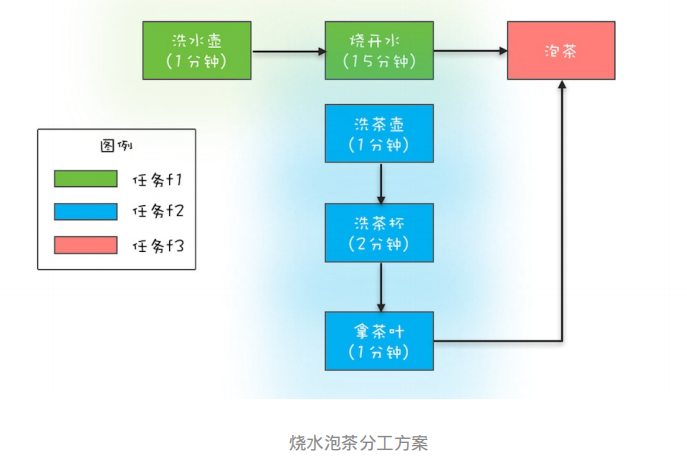 洗水壶
(1分钟)
烧开水
(15分钟)
泡茶
洗茶壶
(1分钟)
图例
任务f1
任务f2
任务f3
洗茶杯
(2分钟)
拿茶叶
(1分钟)
烧水泡茶分工方案